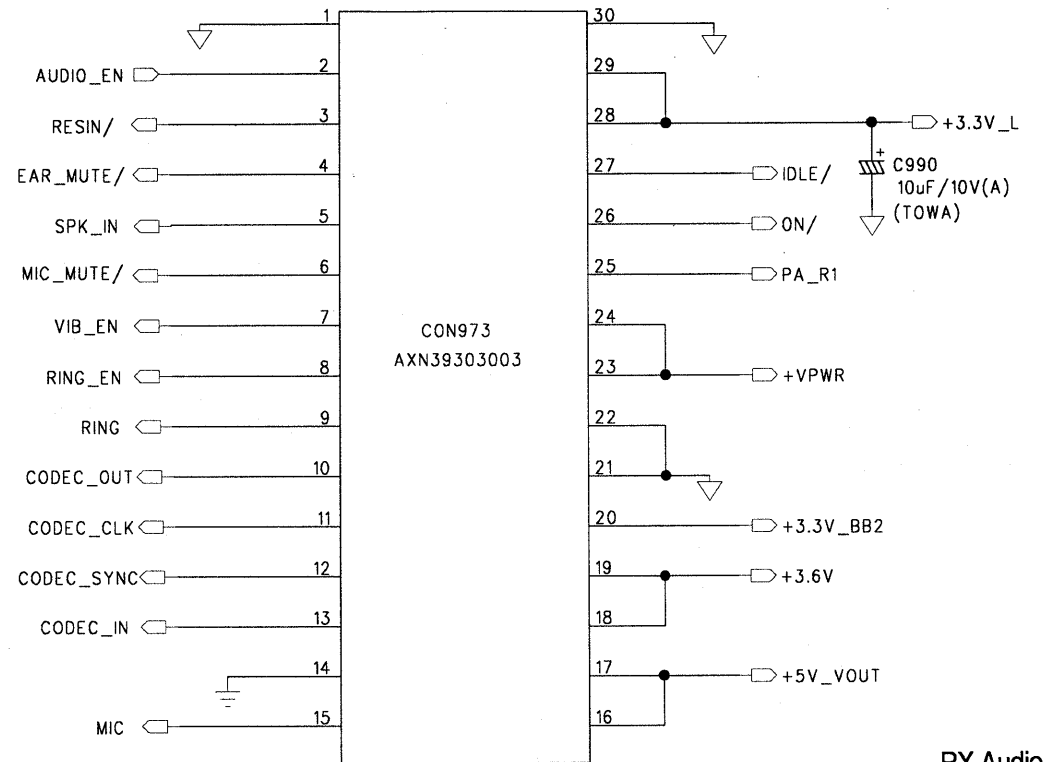 1
30
AUDIO_EN 2
29
RESIN/ 3
28 +3.3V_L
EAR_MUTE/ 4
27 IDLE/
+ C990
10uF/10V(A)
(TOWA)
SPK_IN 5
26 ON/
MIC_MUTE/ 6
25 PA_R1
VIB_EN 7
24
CON973
AXN39303003
RING_EN 8
23 +VPWR
RING 9
22
CODEC_OUT 10
21
CODEC_CLK 11
20 +3.3V_BB2
CODEC_SYNC 12
19 +3.6V
CODEC_IN 13
18
14
17 +5V_VOUT
MIC 15
16
RX Audio